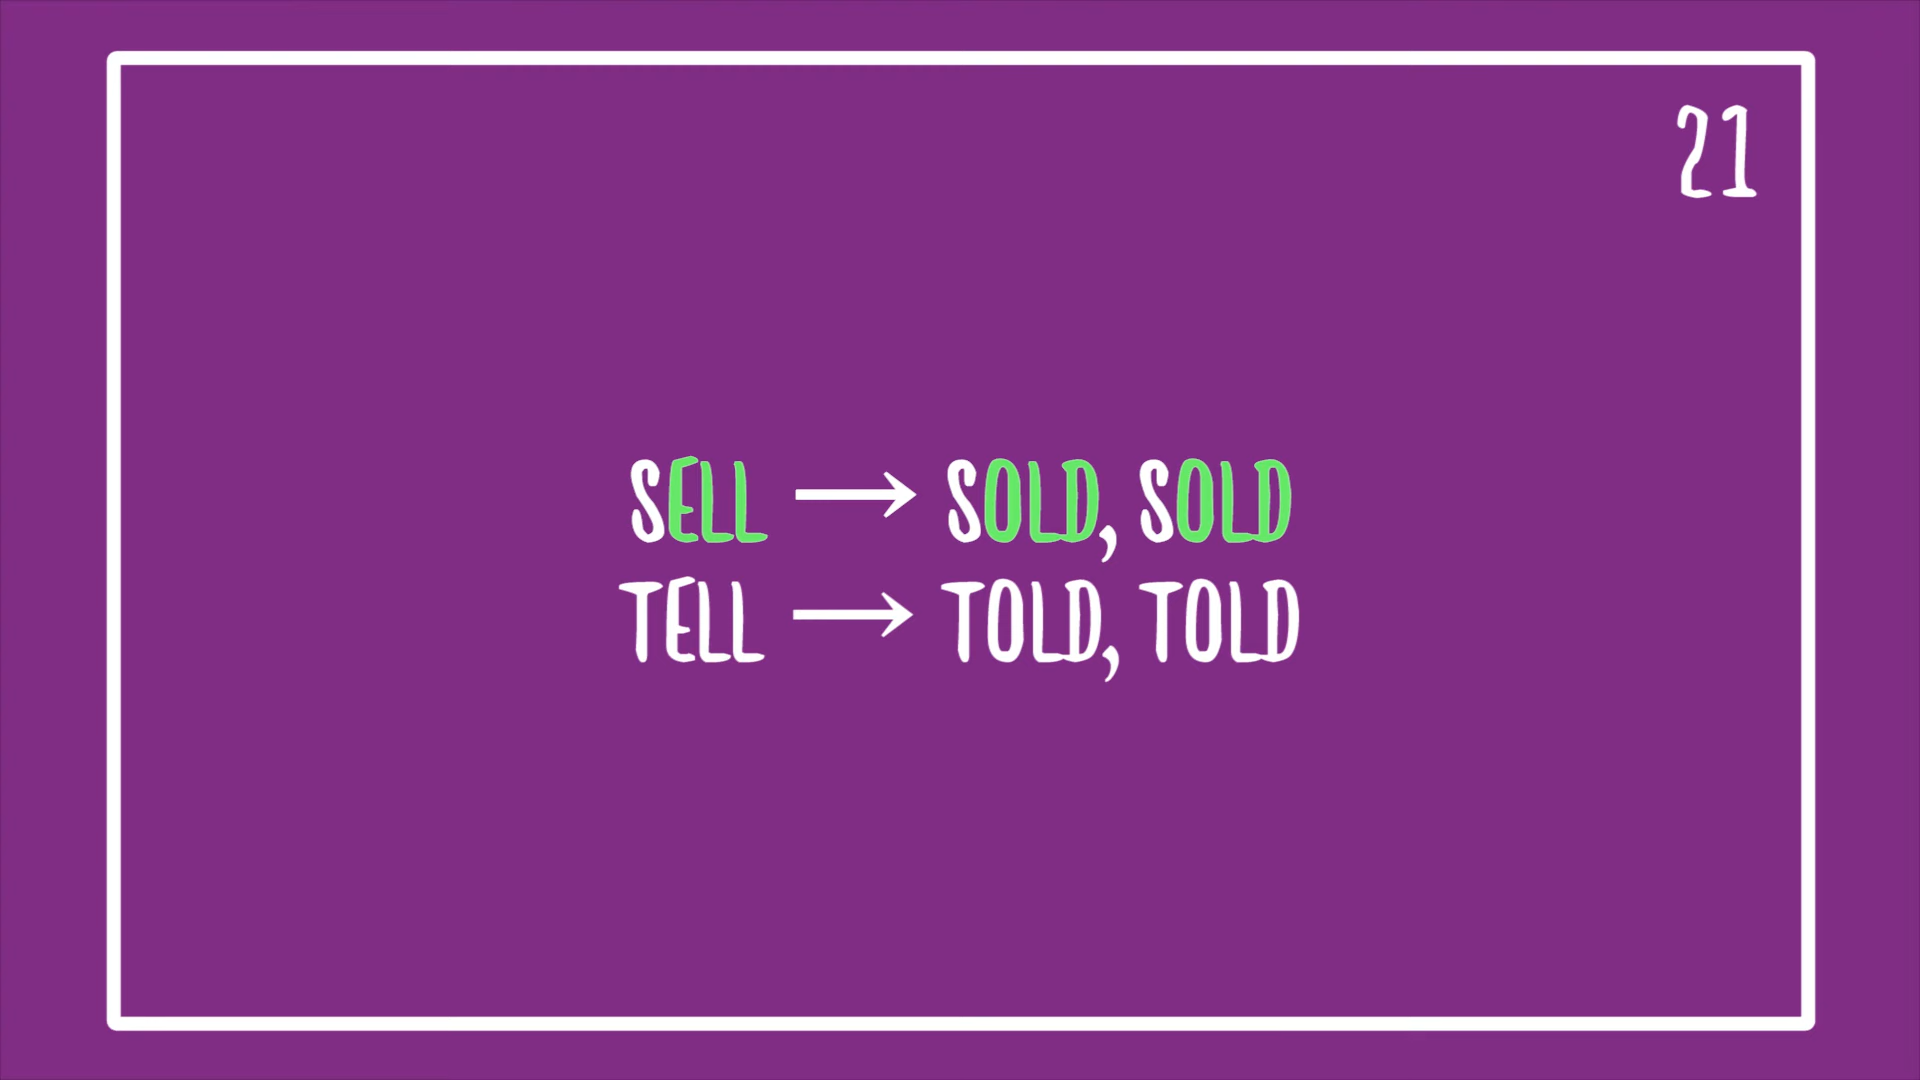 21
SELL → SOLD, SOLD
TELL → TOLD, TOLD